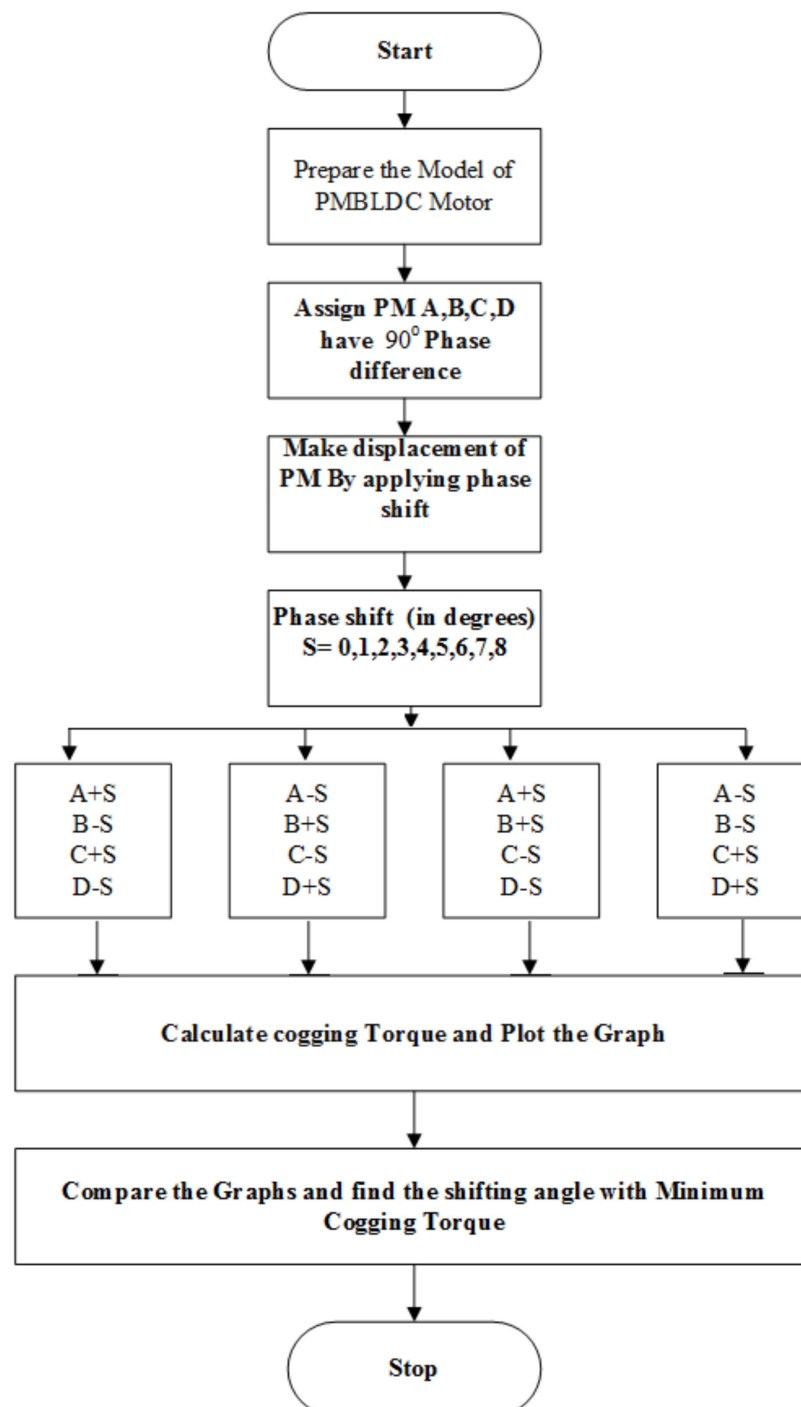 Start
Prepare the Model of
PMBLDC Motor
Assign PM A,B,C,D
have 90° Phase
difference
Make displacement of
PM By applying phase
shift
Phase shift (in degrees)
S= 0,1,2,3,4,5,6,7,8
A+S
B-S
C+S
D-S
A-S
B+S
C-S
D+S
A+S
B+S
C-S
D-S
A-S
B-S
C+S
D+S
Calculate cogging Torque and Plot the Graph
Compare the Graphs and find the shifting angle with Minimum
Cogging Torque
Stop